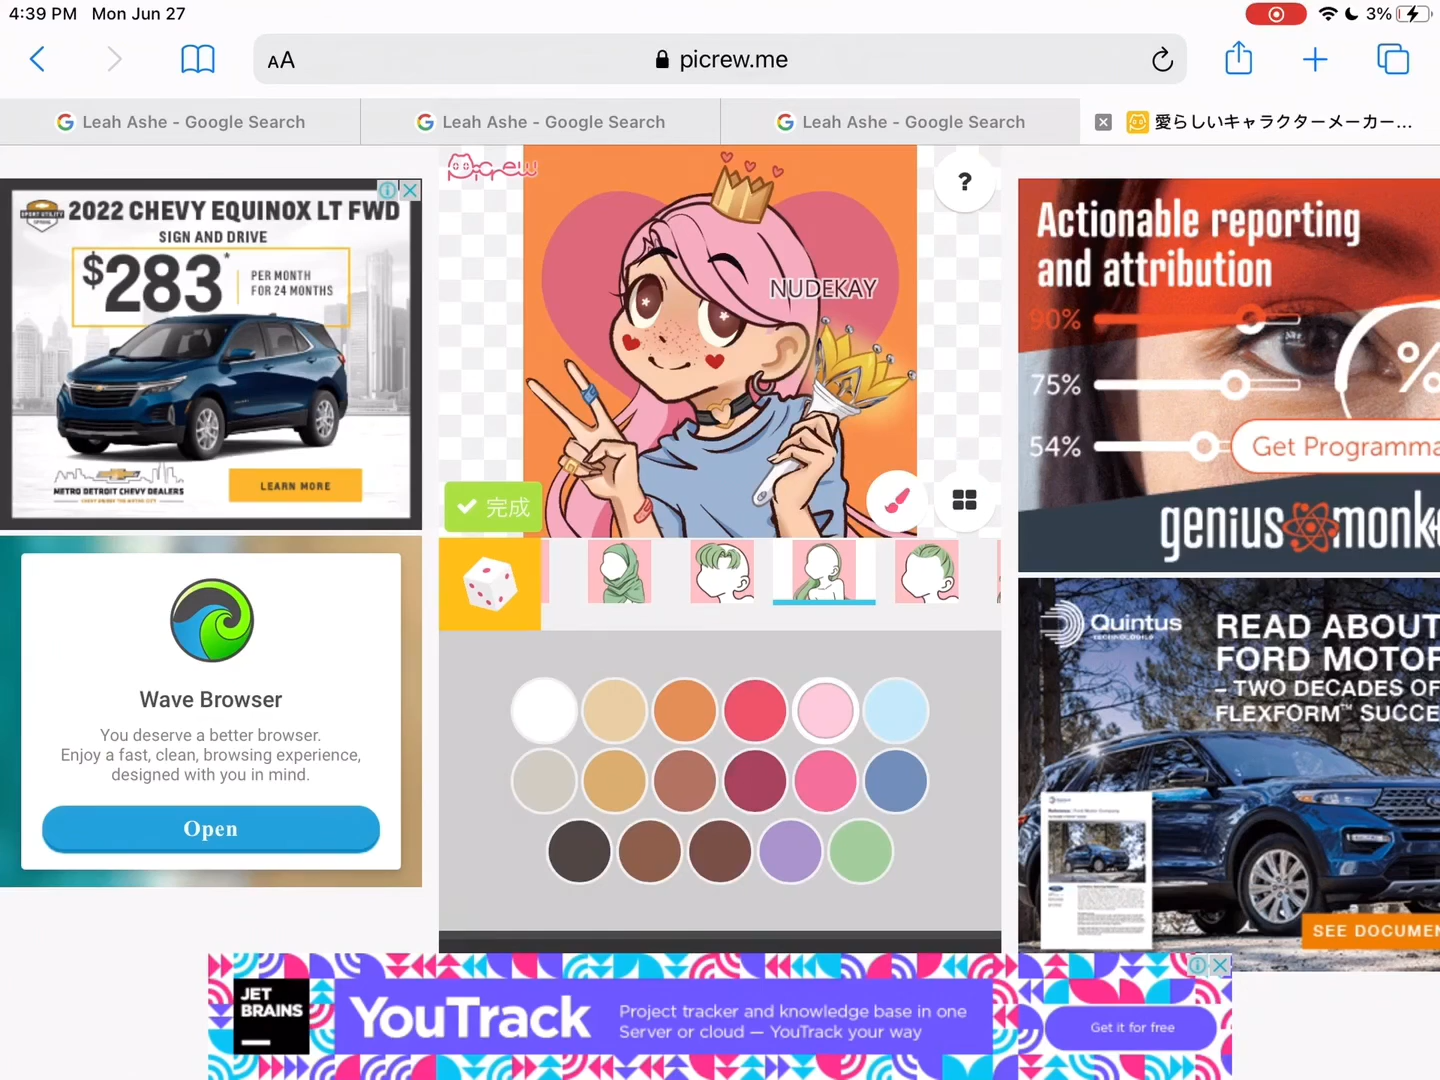 4:39 PM Mon Jun 27
3%
AA
picrew.me
Leah Ashe - Google Search
Leah Ashe - Google Search
Leah Ashe - Google Search
愛らしいキャラクターメーカー...
2022 CHEVY EQUINOX LT FWD
SIGN AND DRIVE
$283*
PER MONTH
FOR 24 MONTHS
METRO DETROIT CHEVY DEALERS
LEARN MORE
Wave Browser
You deserve a better browser.
Enjoy a fast, clean, browsing experience,
designed with you in mind.
Open
Picrew
?
NUDEKAY
完成
Actionable reporting
and attribution
90%
75%
54%
%
Get Programma
genius monk
Quintus
TECHNOLOGIES
READ ABOUT
FORD MOTOR
– TWO DECADES OF
FLEXFORM™ SUCCE
SEE DOCUMEN
JET
BRAINS
YouTrack
Project tracker and knowledge base in one
Server or cloud — YouTrack your way
Get it for free